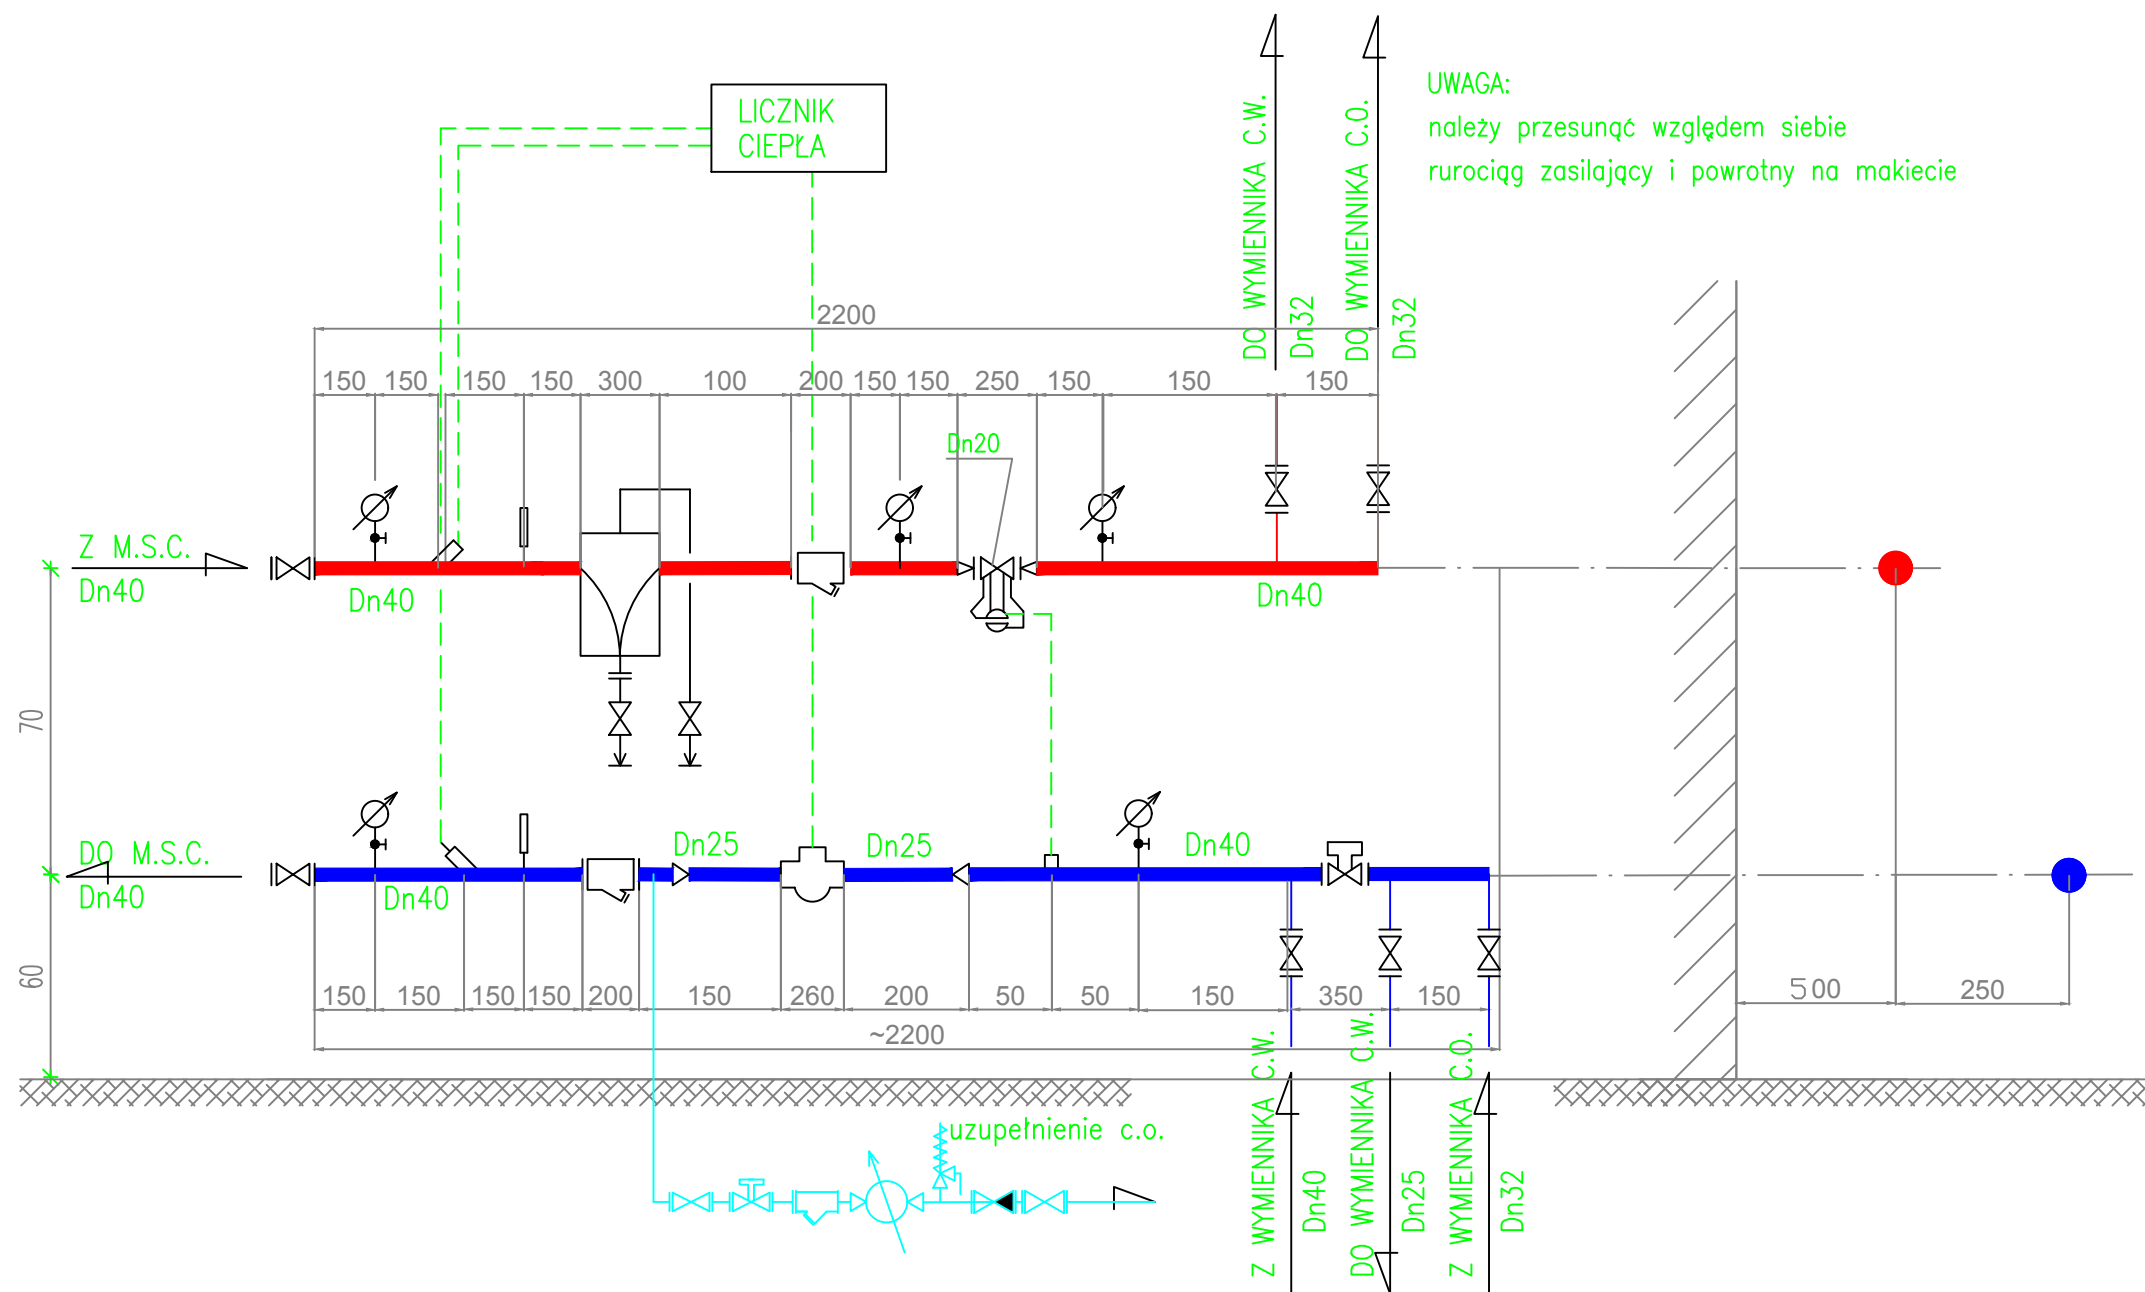 LICZNIK
CIEPŁA
UWAGA:
należy przesunąć względem siebie
rurociąg zasilający i powrotny na makiecie
DO WYMIENNIKA C.W.
Dn32
DO WYMIENNIKA C.O.
Dn32
2200
150 150 150 150 300 100 200 150 150 250 150 150 150
Dn20
Z M.S.C.
Dn40
Dn40
Dn40
70
DO M.S.C.
Dn40
Dn40
Dn25
Dn25
Dn40
60
150 150 150 150 200 150 260 200 50 50 150 350 150
~2200
500 250
uzupełnienie c.o.
Z WYMIENNIKA C.W.
Dn40
DO WYMIENNIKA C.W.
Dn25
Z WYMIENNIKA C.O.
Dn32